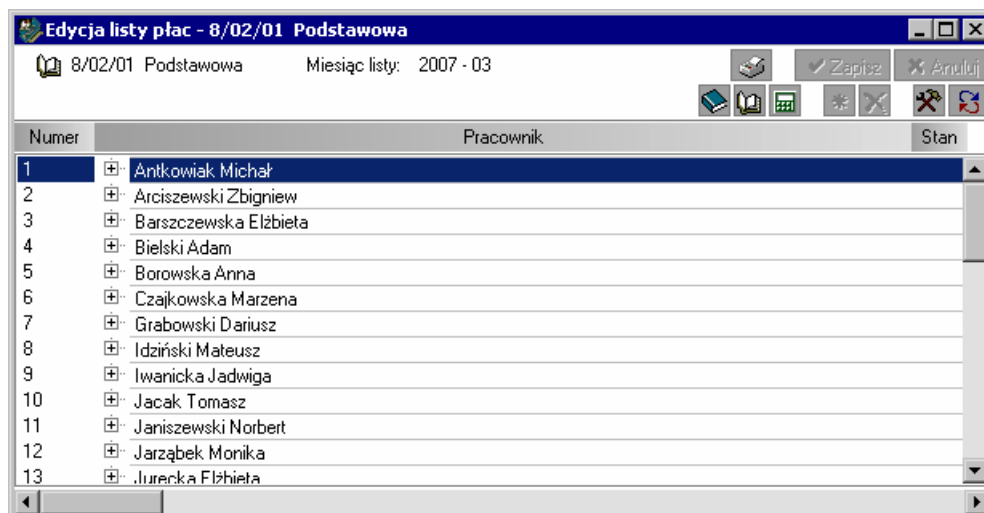 Edycja listy płac - 8/02/01 Podstawowa
8/02/01 Podstawowa Miesiąc listy: 2007 - 03
Zapisz Anuluj
Numer Pracownik Stan
1 Antkowiak Michał
2 Arciszewski Zbigniew
3 Barszczewska Elżbieta
4 Bielski Adam
5 Borowska Anna
6 Czajkowska Marzena
7 Grabowski Dariusz
8 Idziński Mateusz
9 Iwanicka Jadwiga
10 Jacak Tomasz
11 Janiszewski Norbert
12 Jarząbek Monika
13 Jurecka Elżbieta